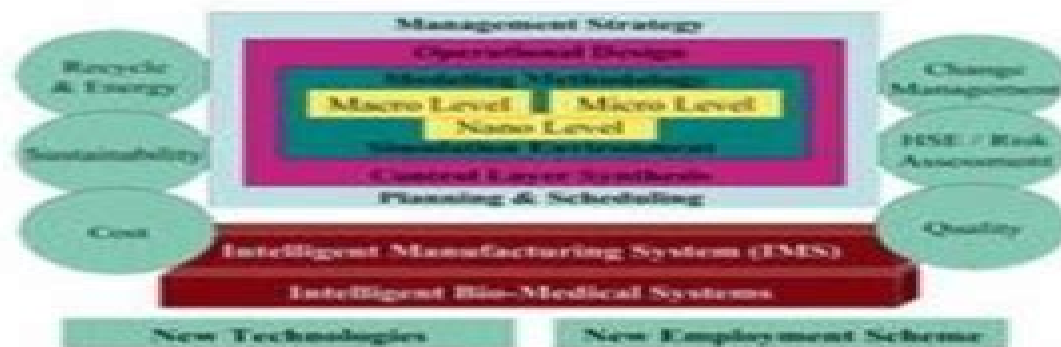 Management Strategy
Operational Design
Modeling Methodology
Macro Level
Micro Level
Nano Level
Simulation Environment
Control Layer Synthesis
Planning & Scheduling
Recycle
& Energy
Sustainability
Cost
Change
Management
HSE / Risk
Assessment
Quality
Intelligent Manufacturing System (IMS)
Intelligent Bio-Medical Systems
New Technologies
New Employment Scheme